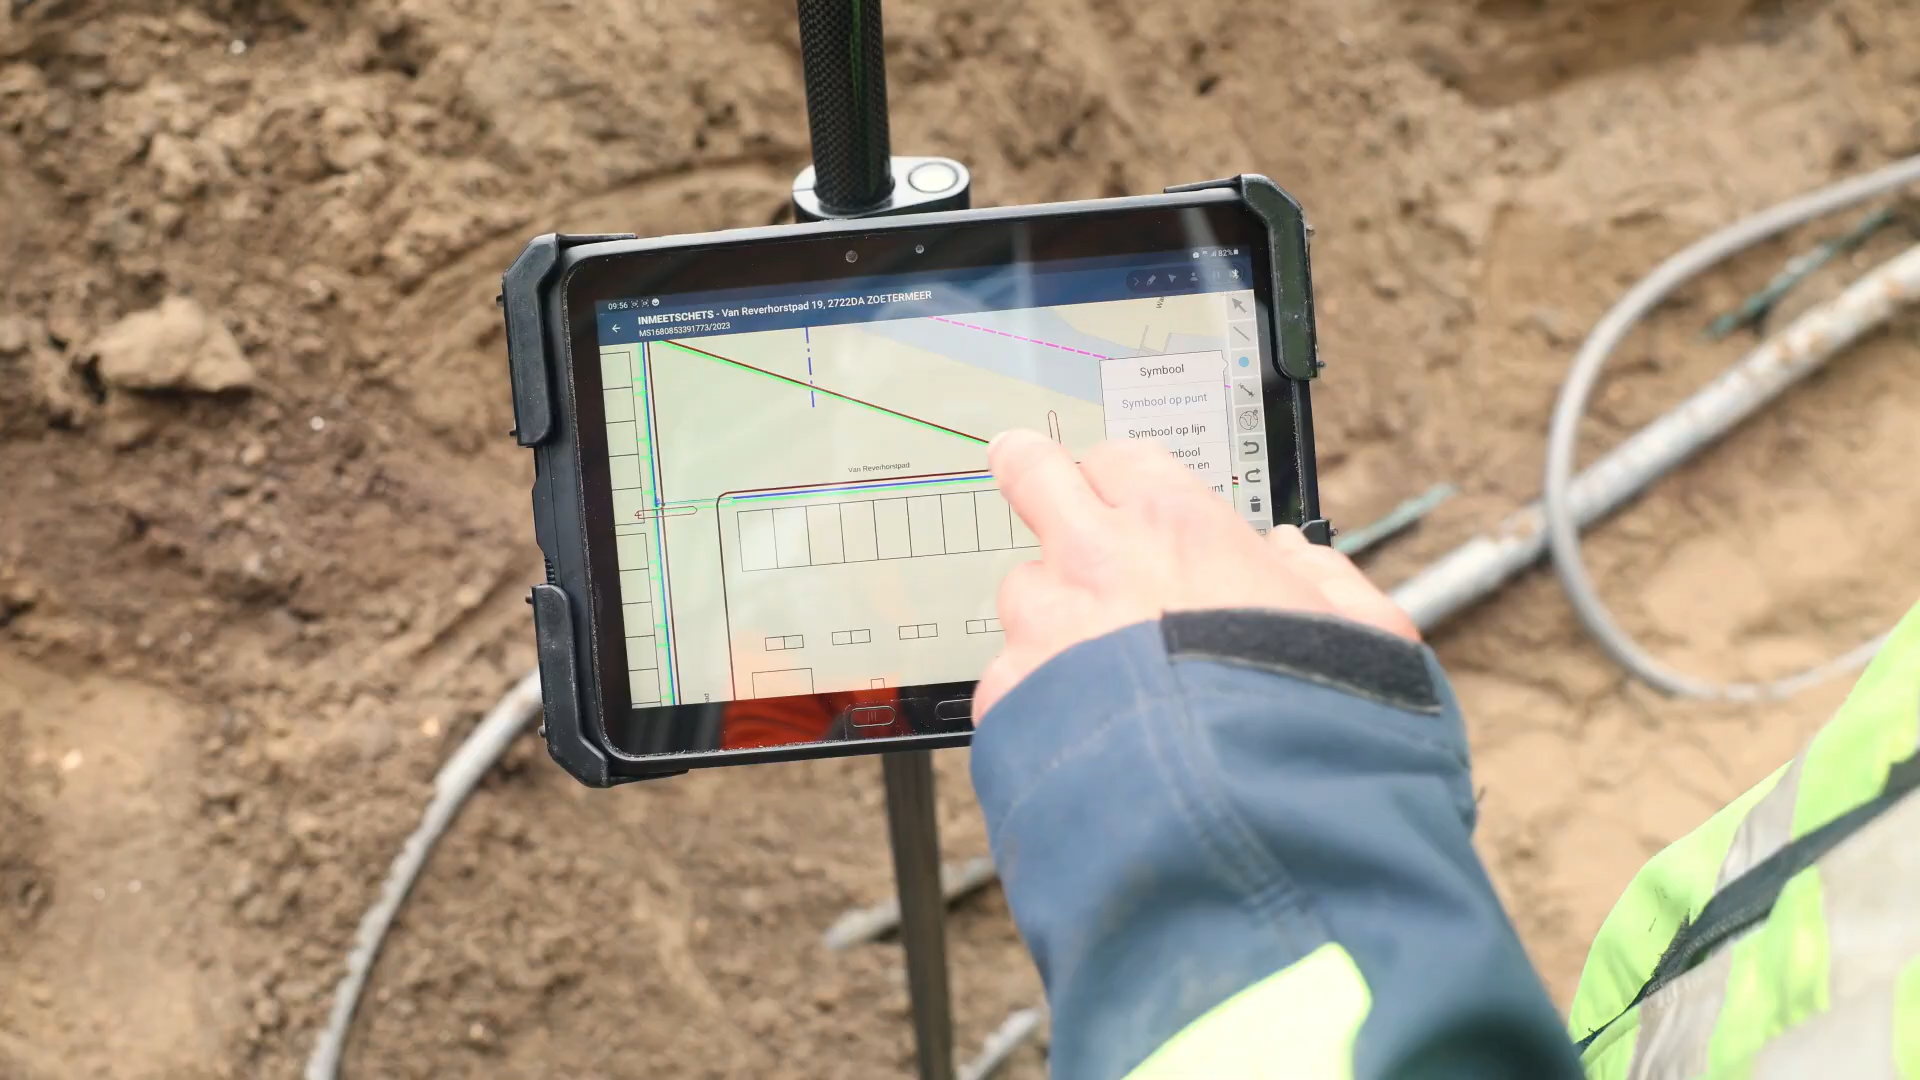 09:56
82%
INMEETSCHETS - Van Reverhorstpad 19, 2722DA ZOETERMEER
MS1680853391773/2023
Symbool
Symbool op punt
Symbool op lijn
Van Reverhorstpad